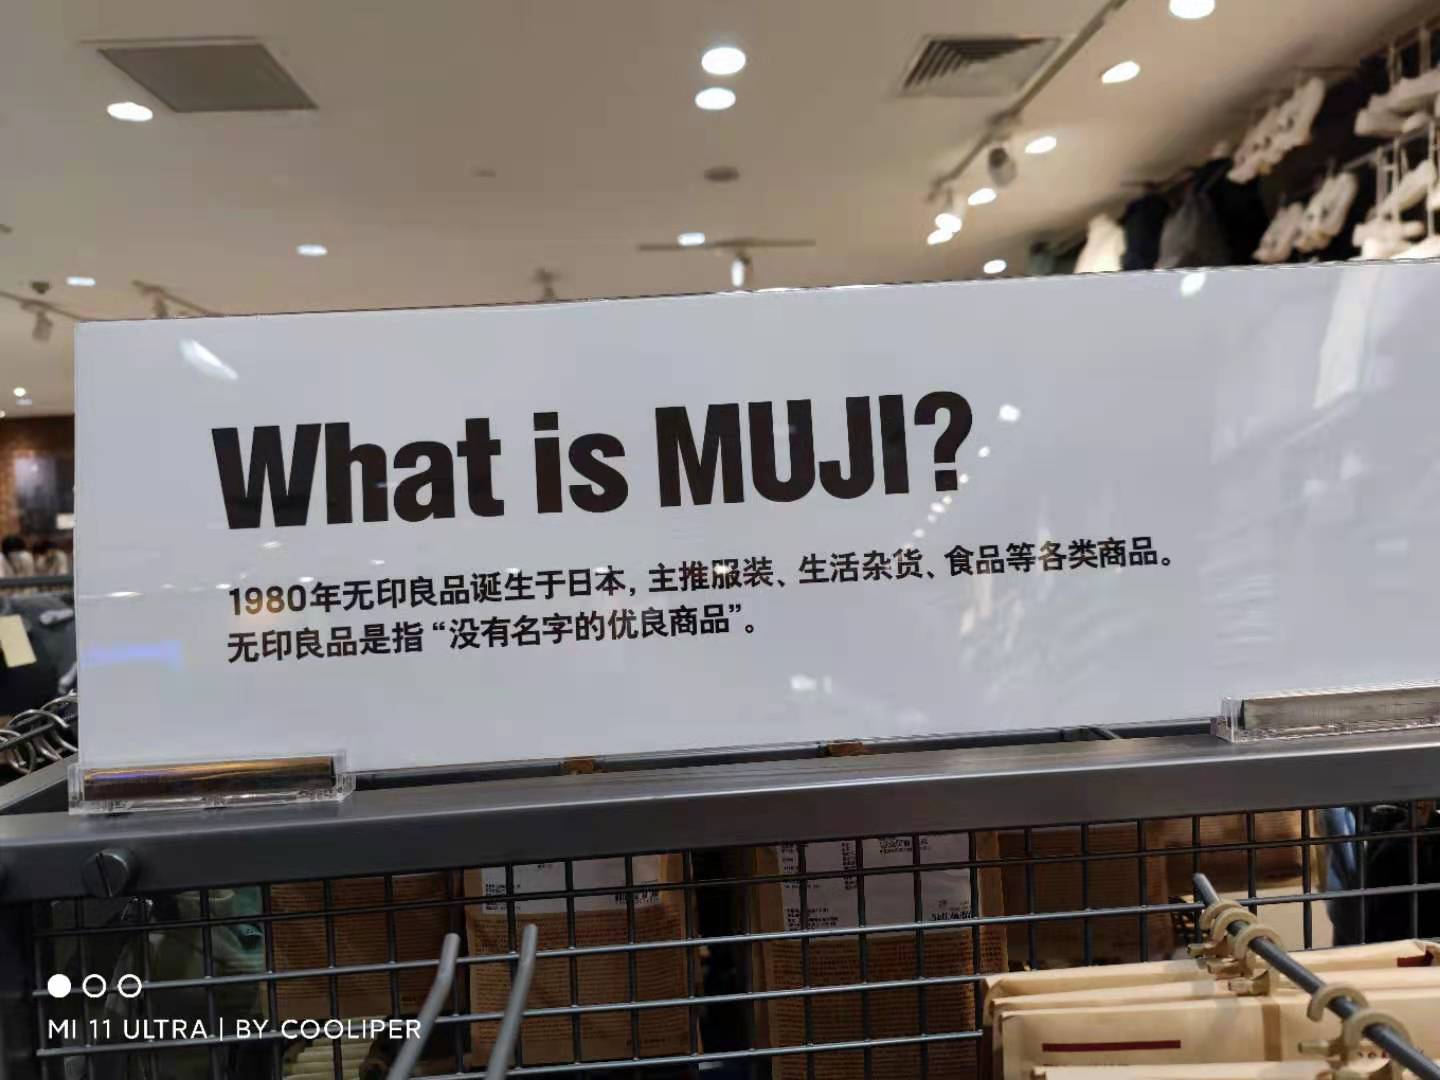 What is MUJI?
1980年无印良品诞生于日本, 主推服装、生活杂货、食品等各类商品。
无印良品是指 “没有名字的优良商品”。
MI 11 ULTRA | BY COOLIPER